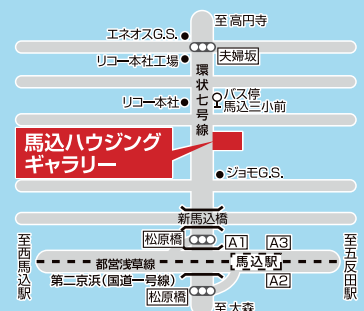 至高円寺
エネオスG.S.
夫婦坂
リコー本社工場
環状七号線
バス停
馬込三小前
リコー本社
馬込ハウジング
ギャラリー
ジョモG.S.
新馬込橋
松原橋
A1
A3
至西馬込駅
都営浅草線
馬込駅
至五反田駅
第二京浜(国道一号線)
A2
松原橋
至大森